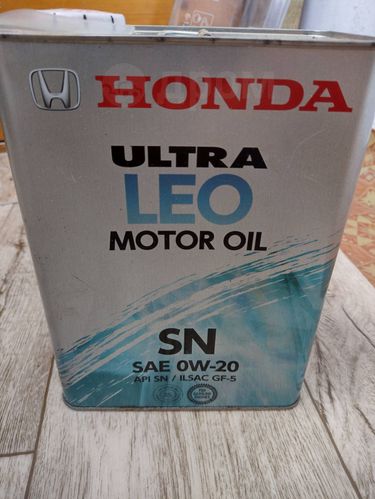 HONDA
ULTRA
LEO
MOTOR OIL
SN
SAE 0W-20
API SN / ILSAC GF-5